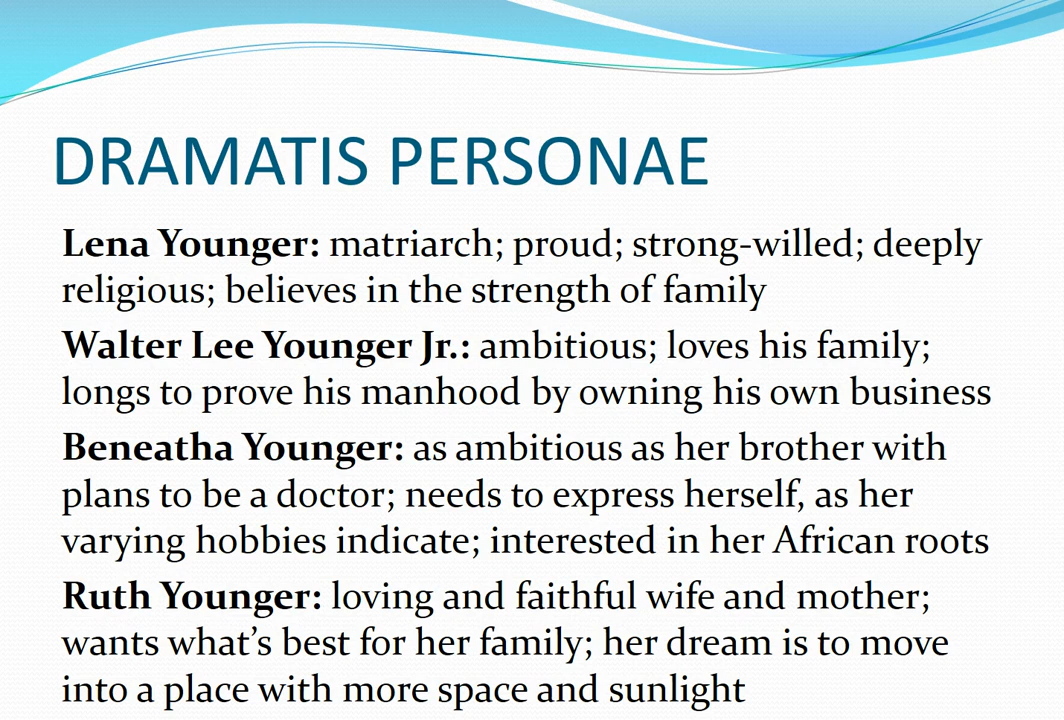 DRAMATIS PERSONAE
Lena Younger: matriarch; proud; strong-willed; deeply
religious; believes in the strength of family
Walter Lee Younger Jr.: ambitious; loves his family;
longs to prove his manhood by owning his own business
Beneatha Younger: as ambitious as her brother with
plans to be a doctor; needs to express herself, as her
varying hobbies indicate; interested in her African roots
Ruth Younger: loving and faithful wife and mother;
wants what’s best for her family; her dream is to move
into a place with more space and sunlight